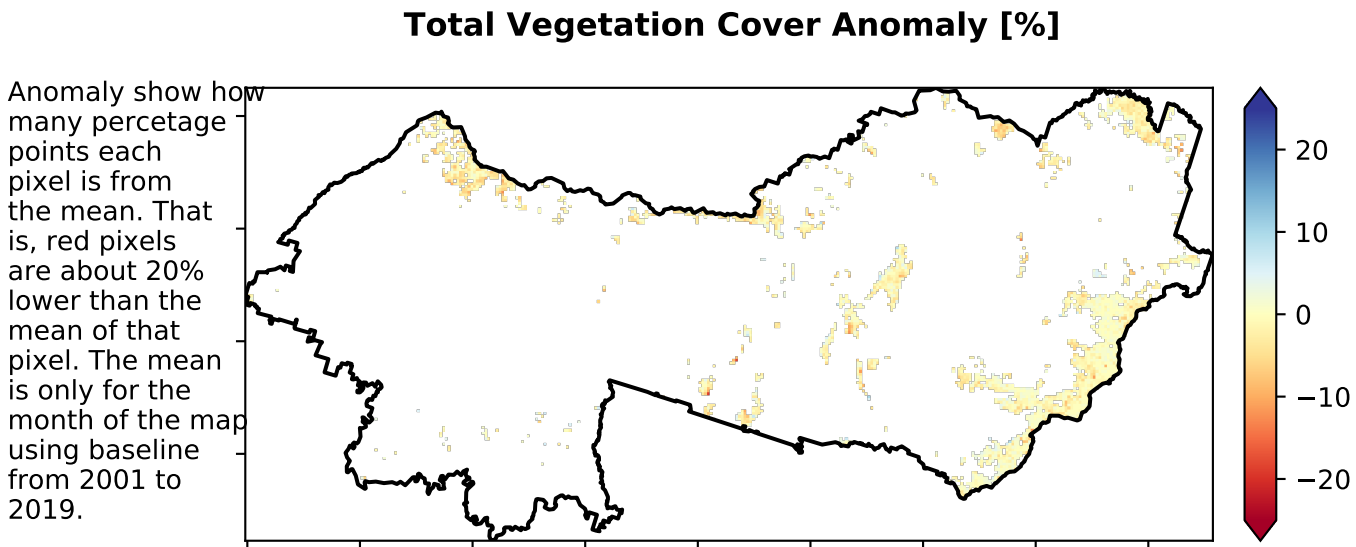 Total Vegetation Cover Anomaly [%]
Anomaly show how
many percetage
points each
pixel is from
the mean. That
is, red pixels
are about 20%
lower than the
mean of that
pixel. The mean
is only for the
month of the map
using baseline
from 2001 to
2019.
20
10
0
−10
−20